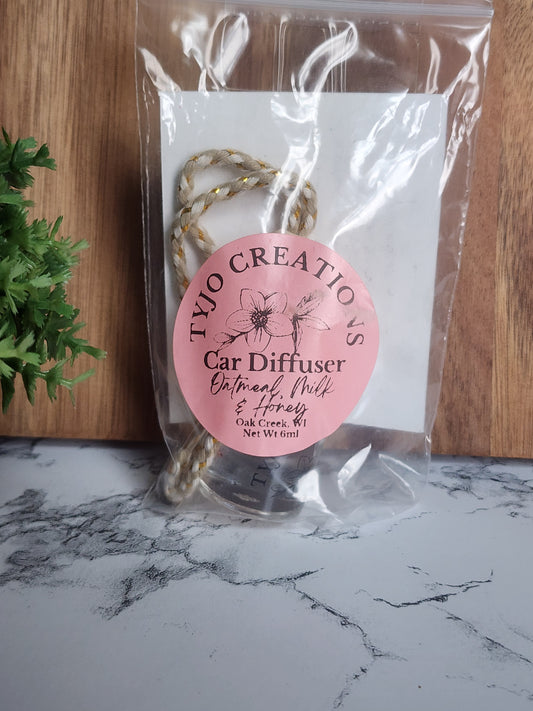 TYJO CREATIONS
Car Diffuser
Oatmeal, Milk
& Honey
Oak Creek, WI
Net Wt 6ml